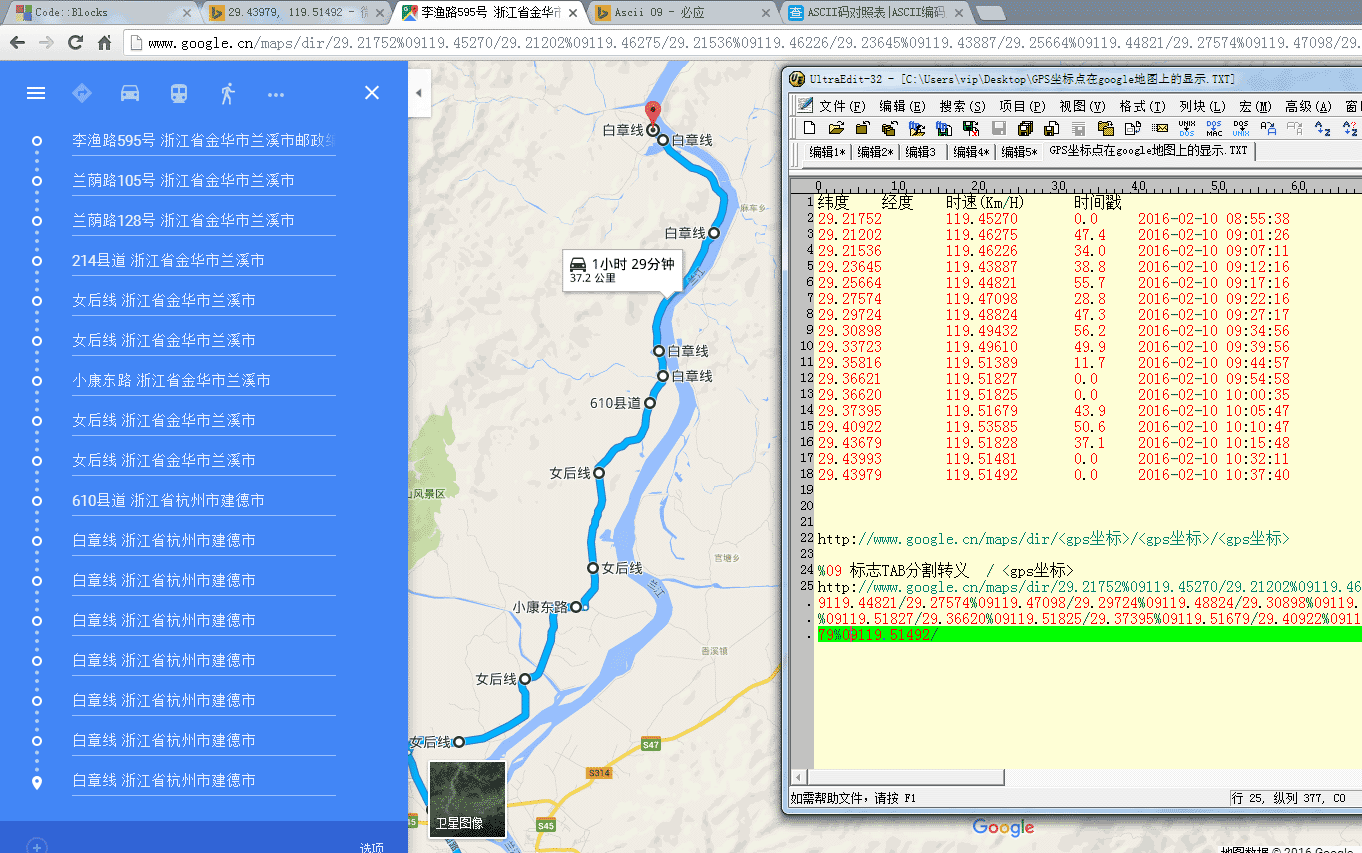 Code::Blocks
29.43979, 119.51492 -
李渔路595号 浙江省金华市
Ascii 09 - 必应
ASCII码对照表|ASCII编码
www.google.cn/maps/dir/29.21752%09119.45270/29.21202%09119.46275/29.21536%09119.46226/29.23645%09119.43887/29.25664%09119.44821/29.27574%09119.47098/29.
李渔路595号 浙江省金华市兰溪市邮政编
兰荫路105号 浙江省金华市兰溪市
兰荫路128号 浙江省金华市兰溪市
214县道 浙江省金华市兰溪市
女后线 浙江省金华市兰溪市
女后线 浙江省金华市兰溪市
小康东路 浙江省金华市兰溪市
女后线 浙江省金华市兰溪市
女后线 浙江省金华市兰溪市
610县道 浙江省杭州市建德市
白章线 浙江省杭州市建德市
白章线 浙江省杭州市建德市
白章线 浙江省杭州市建德市
白章线 浙江省杭州市建德市
白章线 浙江省杭州市建德市
白章线 浙江省杭州市建德市
白章线 浙江省杭州市建德市
选项
白章线
白章线
麻车乡
白章线
1小时 29分钟
37.2 公里
兰江
白章线
白章线
610县道
女后线
山风景区
官塘乡
女后线
兰江
小康东路
香溪镇
女后线
女后线
S47
S314
S45
卫星图像
Google
地图数据 © 2016 Google
UltraEdit-32 - [C:\Users\vip\Desktop\GPS坐标点在google地图上的显示.TXT]
文件(F) 编辑(E) 搜索(S) 项目(P) 视图(V) 格式(T) 列块(L) 宏(M) 高级(A) 窗
编辑1* 编辑2* 编辑3 编辑4* 编辑5* GPS坐标点在google地图上的显示.TXT
0 10 20 30 40 50 60
1 纬度 经度 时速(Km/H) 时间戳
2 29.21752 119.45270 0.0 2016-02-10 08:55:38
3 29.21202 119.46275 47.4 2016-02-10 09:01:26
4 29.21536 119.46226 34.0 2016-02-10 09:07:11
5 29.23645 119.43887 38.8 2016-02-10 09:12:16
6 29.25664 119.44821 55.7 2016-02-10 09:17:16
7 29.27574 119.47098 28.8 2016-02-10 09:22:16
8 29.29724 119.48824 47.3 2016-02-10 09:27:17
9 29.30898 119.49432 56.2 2016-02-10 09:34:56
10 29.33723 119.49610 49.9 2016-02-10 09:39:56
11 29.35816 119.51389 11.7 2016-02-10 09:44:57
12 29.36621 119.51827 0.0 2016-02-10 09:54:58
13 29.36620 119.51825 0.0 2016-02-10 10:00:35
14 29.37395 119.51679 43.9 2016-02-10 10:05:47
15 29.40922 119.53585 50.6 2016-02-10 10:10:47
16 29.43679 119.51828 37.1 2016-02-10 10:15:48
17 29.43993 119.51481 0.0 2016-02-10 10:32:11
18 29.43979 119.51492 0.0 2016-02-10 10:37:40
19
20
21
22 http://www.google.cn/maps/dir/<gps坐标>/<gps坐标>/<gps坐标>
23
24 %09 标志TAB分割转义 / <gps坐标>
25 http://www.google.cn/maps/dir/29.21752%09119.45270/29.21202%09119.46
9119.44821/29.27574%09119.47098/29.29724%09119.48824/29.30898%09119.
%09119.51827/29.36620%09119.51825/29.37395%09119.51679/29.40922%0911
79%09119.51492/
如需帮助文件，请按 F1
行 25, 纵列 377, C0